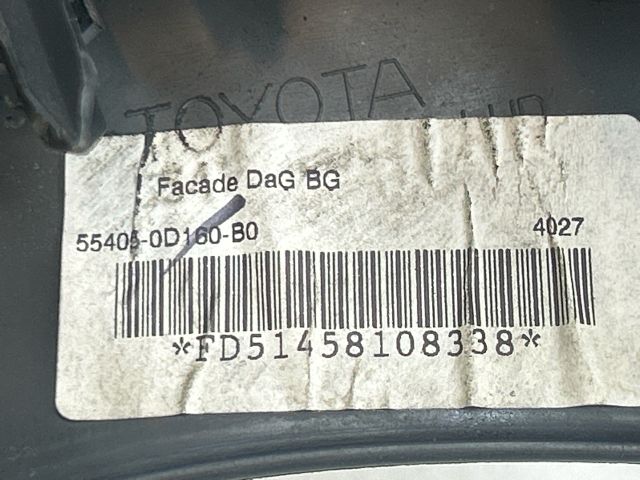 TOYOTA
Facade DaG BG
55405-0D160-B0 4027
*FD51458108338*